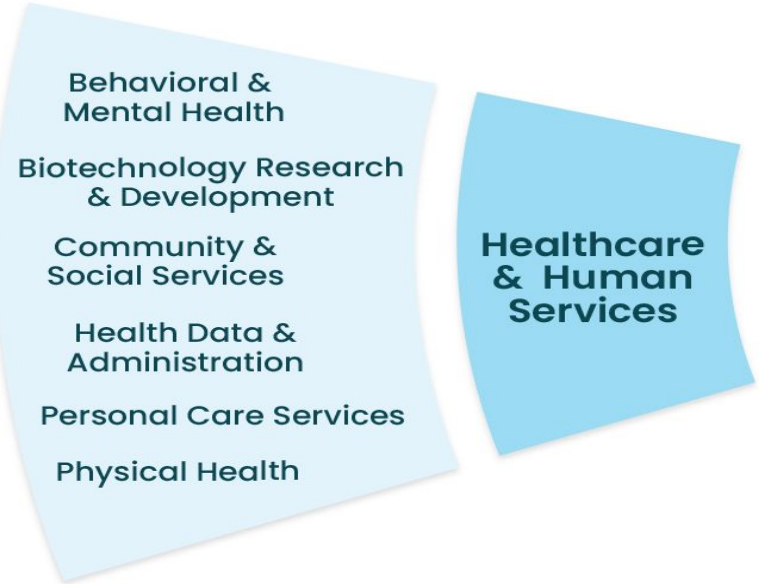 Behavioral &
Mental Health
Biotechnology Research
& Development
Community &
Social Services
Health Data &
Administration
Personal Care Services
Physical Health
Healthcare
& Human
Services